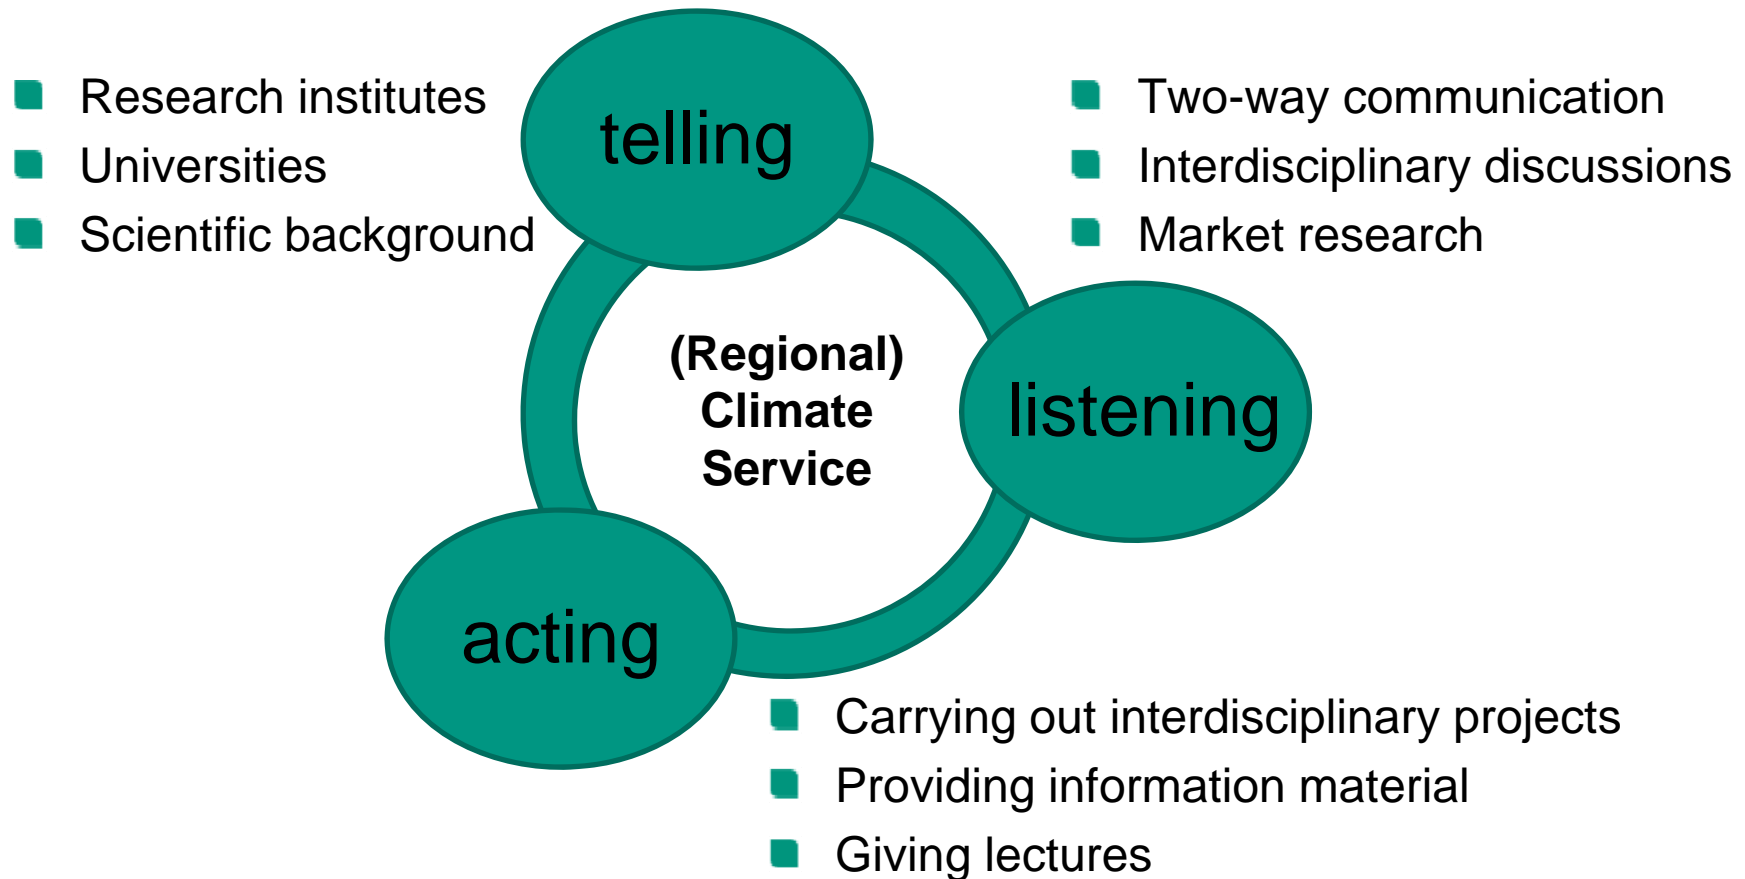 telling
Research institutes
Universities
Scientific background
Two-way communication
Interdisciplinary discussions
Market research
(Regional)
Climate
Service
listening
acting
Carrying out interdisciplinary projects
Providing information material
Giving lectures